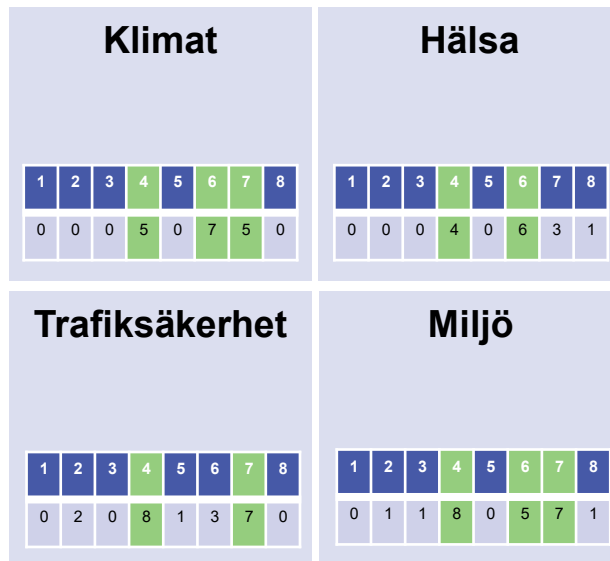 Klimat
1 2 3 4 5 6 7 8
0 0 0 5 0 7 5 0
Hälsa
1 2 3 4 5 6 7 8
0 0 0 4 0 6 3 1
Trafiksäkerhet
1 2 3 4 5 6 7 8
0 2 0 8 1 3 7 0
Miljö
1 2 3 4 5 6 7 8
0 1 1 8 0 5 7 1